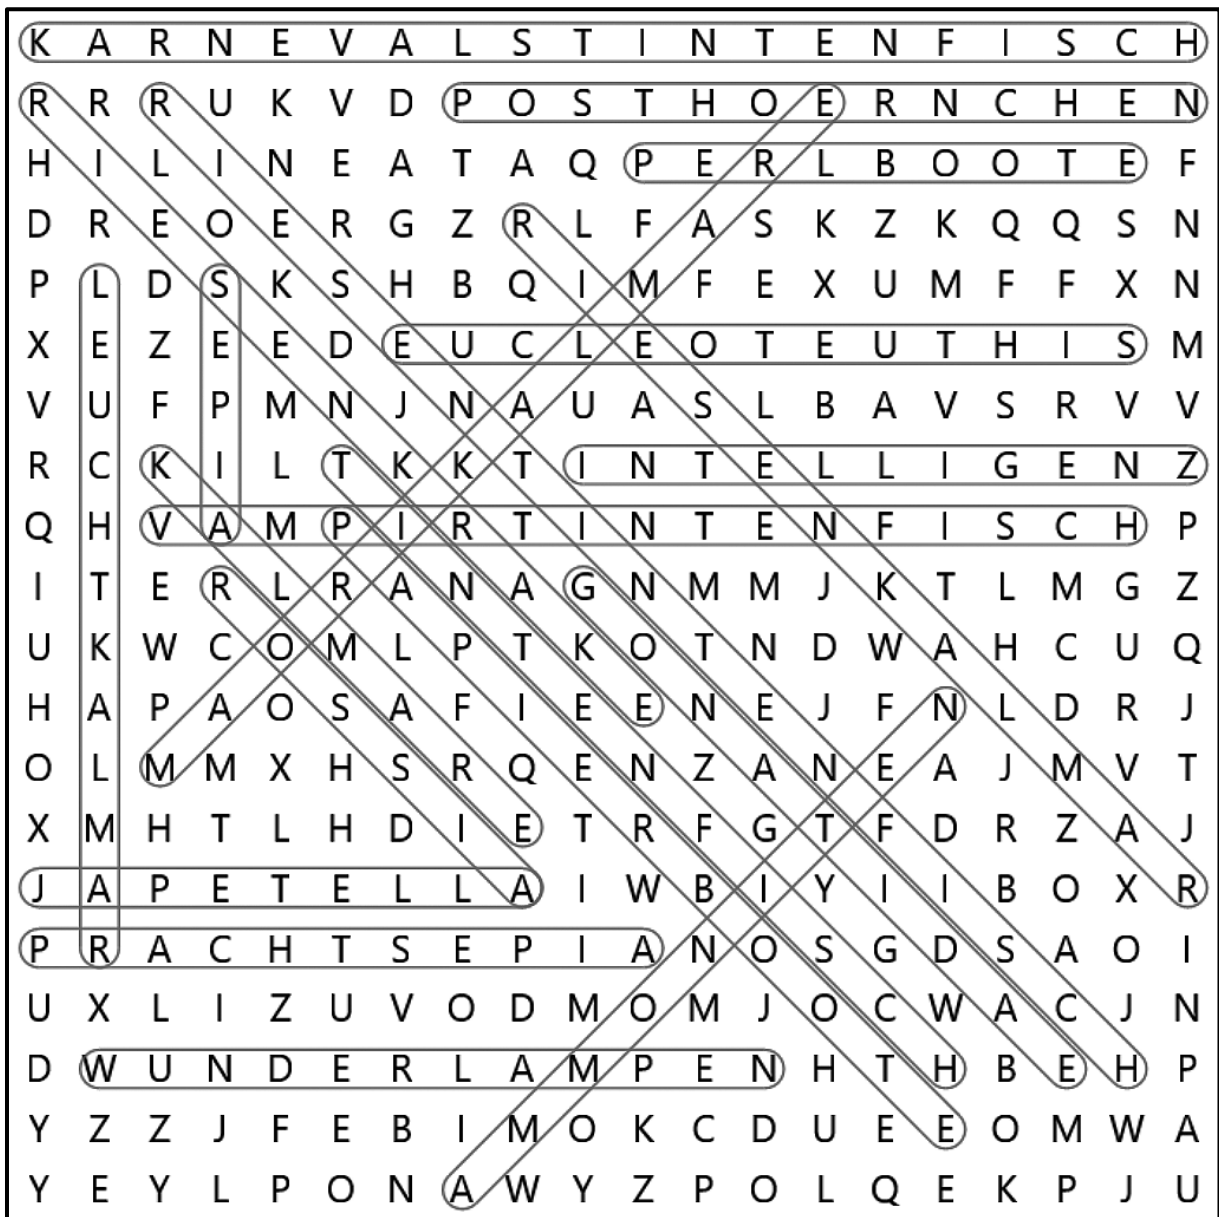 K A R N E V A L S T I N T E N F I S C H
R R R U K V D P O S T H O E R N C H E N
H I L I N E A T A Q P E R L B O O T E F
D R E O E R G Z R L F A S K Z K Q Q S N
P L D S K S H B Q I M F E X U M F F X N
X E Z E E D E U C L E O T E U T H I S M
V U F P M N J N A U A S L B A V S R V V
R C K I L T K K T I N T E L L I G E N Z
Q H V A M P I R T I N T E N F I S C H P
I T E R L R A N A G N M M J K T L M G Z
U K W C O M L P T K O T N D W A H C U Q
H A P A O S A F I E E N E J F N L D R J
O L M M X H S R Q E N Z A N E A J M V T
X M H T L H D I E T R F G T F D R Z A J
J A P E T E L L A I W B I Y I I B O X R
P R A C H T S E P I A N O S G D S A O I
U X L I Z U V O D M O M J O C W A C J N
D W U N D E R L A M P E N H T H B E H P
Y Z Z J F E B I M O K C D U E E O M W A
Y E Y L P O N A W Y Z P O L Q E K P J U